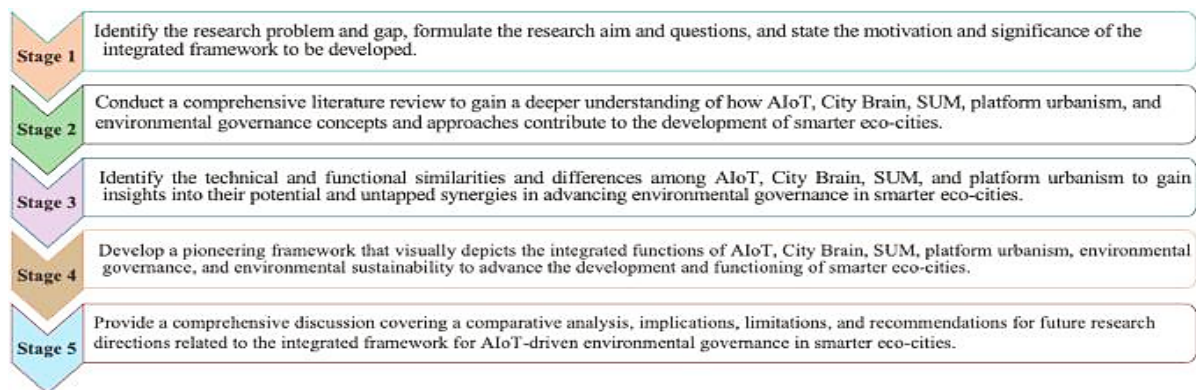 Stage 1
Identify the research problem and gap, formulate the research aim and questions, and state the motivation and significance of the
integrated framework to be developed.
Stage 2
Conduct a comprehensive literature review to gain a deeper understanding of how AIoT, City Brain, SUM, platform urbanism, and
environmental governance concepts and approaches contribute to the development of smarter eco-cities.
Stage 3
Identify the technical and functional similarities and differences among AIoT, City Brain, SUM, and platform urbanism to gain
insights into their potential and untapped synergies in advancing environmental governance in smarter eco-cities.
Stage 4
Develop a pioneering framework that visually depicts the integrated functions of AIoT, City Brain, SUM, platform urbanism, environmental
governance, and environmental sustainability to advance the development and functioning of smarter eco-cities.
Stage 5
Provide a comprehensive discussion covering a comparative analysis, implications, limitations, and recommendations for future research
directions related to the integrated framework for AIoT-driven environmental governance in smarter eco-cities.